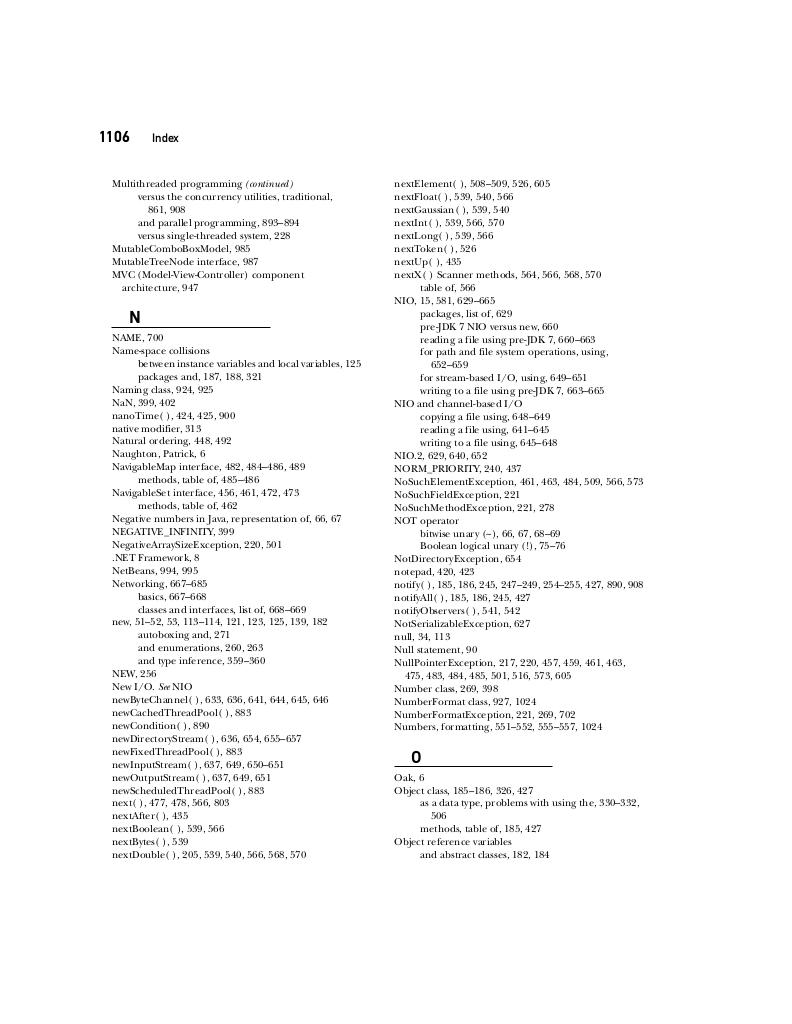 1106 Index
Multithreaded programming (continued)
versus the concurrency utilities, traditional,
861, 908
and parallel programming, 893–894
versus single-threaded system, 228
MutableComboBoxModel, 985
MutableTreeNode interface, 987
MVC (Model-View-Controller) component
architecture, 947
N
NAME, 700
Name-space collisions
between instance variables and local variables, 125
packages and, 187, 188, 321
Naming class, 924, 925
NaN, 399, 402
nanoTime( ), 424, 425, 900
native modifier, 313
Natural ordering, 448, 492
Naughton, Patrick, 6
NavigableMap interface, 482, 484–486, 489
methods, table of, 485–486
NavigableSet interface, 456, 461, 472, 473
methods, table of, 462
Negative numbers in Java, representation of, 66, 67
NEGATIVE_INFINITY, 399
NegativeArraySizeException, 220, 501
.NET Framework, 8
NetBeans, 994, 995
Networking, 667–685
basics, 667–668
classes and interfaces, list of, 668–669
new, 51–52, 53, 113–114, 121, 123, 125, 139, 182
autoboxing and, 271
and enumerations, 260, 263
and type inference, 359–360
NEW, 256
New I/O. See NIO
newByteChannel( ), 633, 636, 641, 644, 645, 646
newCachedThreadPool( ), 883
newCondition( ), 890
newDirectoryStream( ), 636, 654, 655–657
newFixedThreadPool( ), 883
newInputStream( ), 637, 649, 650–651
newOutputStream( ), 637, 649, 651
newScheduledThreadPool( ), 883
next( ), 477, 478, 566, 803
nextAfter( ), 435
nextBoolean( ), 539, 566
nextBytes( ), 539
nextDouble( ), 205, 539, 540, 566, 568, 570
nextElement( ), 508–509, 526, 605
nextFloat( ), 539, 540, 566
nextGaussian( ), 539, 540
nextInt( ), 539, 566, 570
nextLong( ), 539, 566
nextToken( ), 526
nextUp( ), 435
nextX( ) Scanner methods, 564, 566, 568, 570
table of, 566
NIO, 15, 581, 629–665
packages, list of, 629
pre-JDK 7 NIO versus new, 660
reading a file using pre-JDK 7, 660–663
for path and file system operations, using,
652–659
for stream-based I/O, using, 649–651
writing to a file using pre-JDK 7, 663–665
NIO and channel-based I/O
copying a file using, 648–649
reading a file using, 641–645
writing to a file using, 645–648
NIO.2, 629, 640, 652
NORM_PRIORITY, 240, 437
NoSuchElementException, 461, 463, 484, 509, 566, 573
NoSuchFieldException, 221
NoSuchMethodException, 221, 278
NOT operator
bitwise unary (~), 66, 67, 68–69
Boolean logical unary (!), 75–76
NotDirectoryException, 654
notepad, 420, 423
notify( ), 185, 186, 245, 247–249, 254–255, 427, 890, 908
notifyAll( ), 185, 186, 245, 427
notifyObservers( ), 541, 542
NotSerializableException, 627
null, 34, 113
Null statement, 90
NullPointerException, 217, 220, 457, 459, 461, 463,
475, 483, 484, 485, 501, 516, 573, 605
Number class, 269, 398
NumberFormat class, 927, 1024
NumberFormatException, 221, 269, 702
Numbers, formatting, 551–552, 555–557, 1024
O
Oak, 6
Object class, 185–186, 326, 427
as a data type, problems with using the, 330–332,
506
methods, table of, 185, 427
Object reference variables
and abstract classes, 182, 184